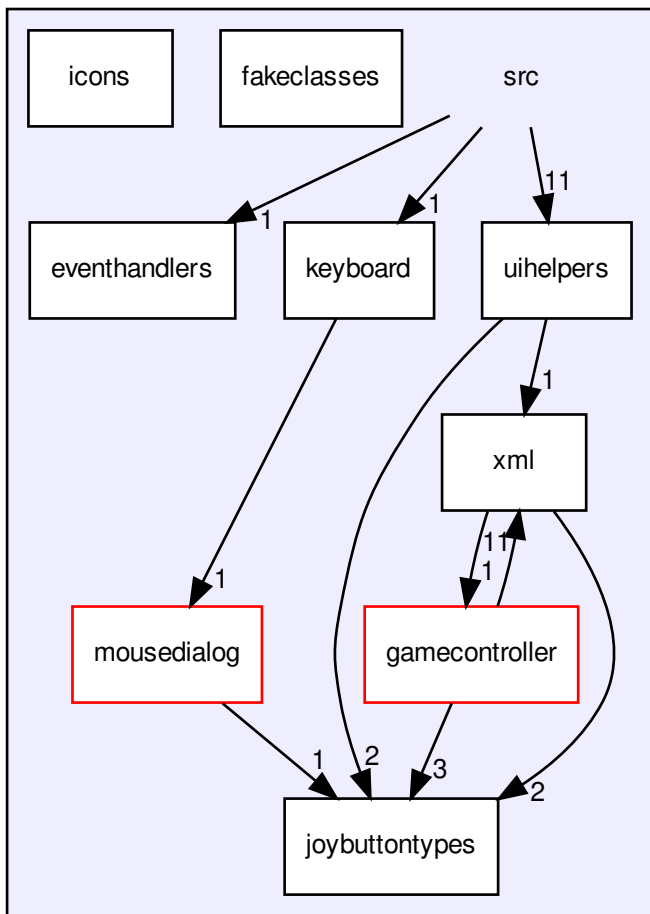 icons
fakeclasses
src
1
1
11
eventhandlers
keyboard
uihelpers
1
xml
11
1
1
mousedialog
gamecontroller
1
2
3
2
joybuttontypes